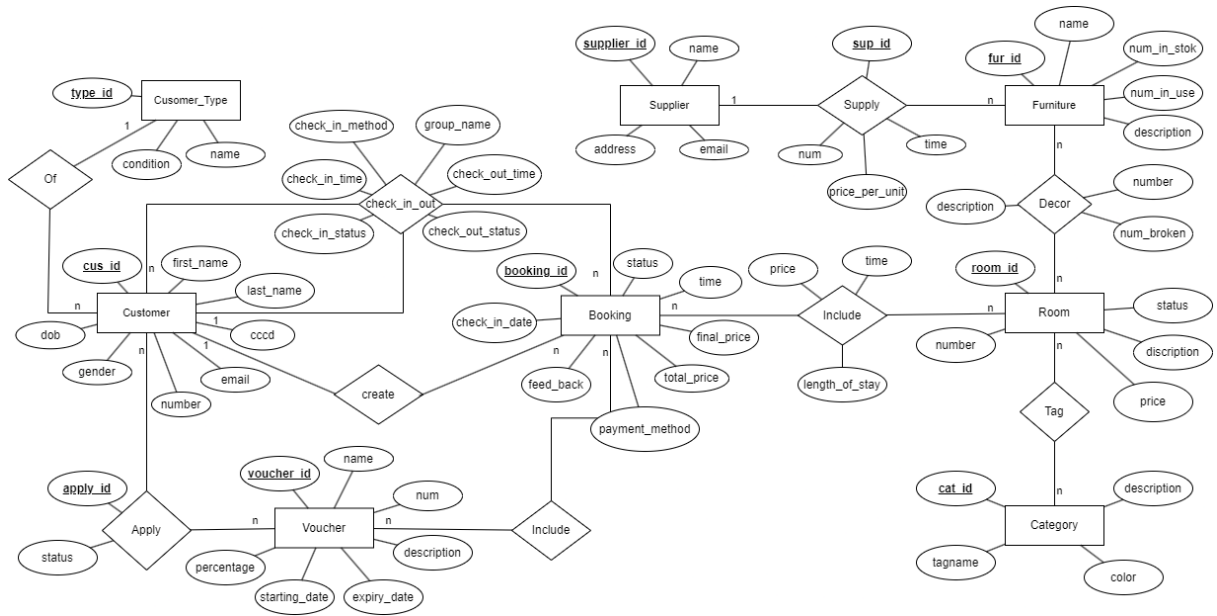 supplier_id
name
sup_id
name
fur_id
num_in_stok
type_id
Cusomer_Type
Supplier
1
Supply
n
Furniture
num_in_use
1
check_in_method
group_name
address
email
num
time
description
condition
name
n
Of
check_in_time
check_out_time
price_per_unit
number
check_in_out
description
Decor
check_in_status
check_out_status
num_broken
cus_id
first_name
n
booking_id
status
n
price
time
room_id
n
last_name
time
n
Customer
n
Booking
n
Include
n
Room
status
1
dob
cccd
check_in_date
final_price
number
n
discription
n
1
n
n
gender
email
feed_back
total_price
length_of_stay
create
price
number
payment_method
Tag
name
apply_id
voucher_id
cat_id
description
num
n
n
n
n
Apply
Voucher
Include
Category
status
description
percentage
tagname
color
starting_date
expiry_date